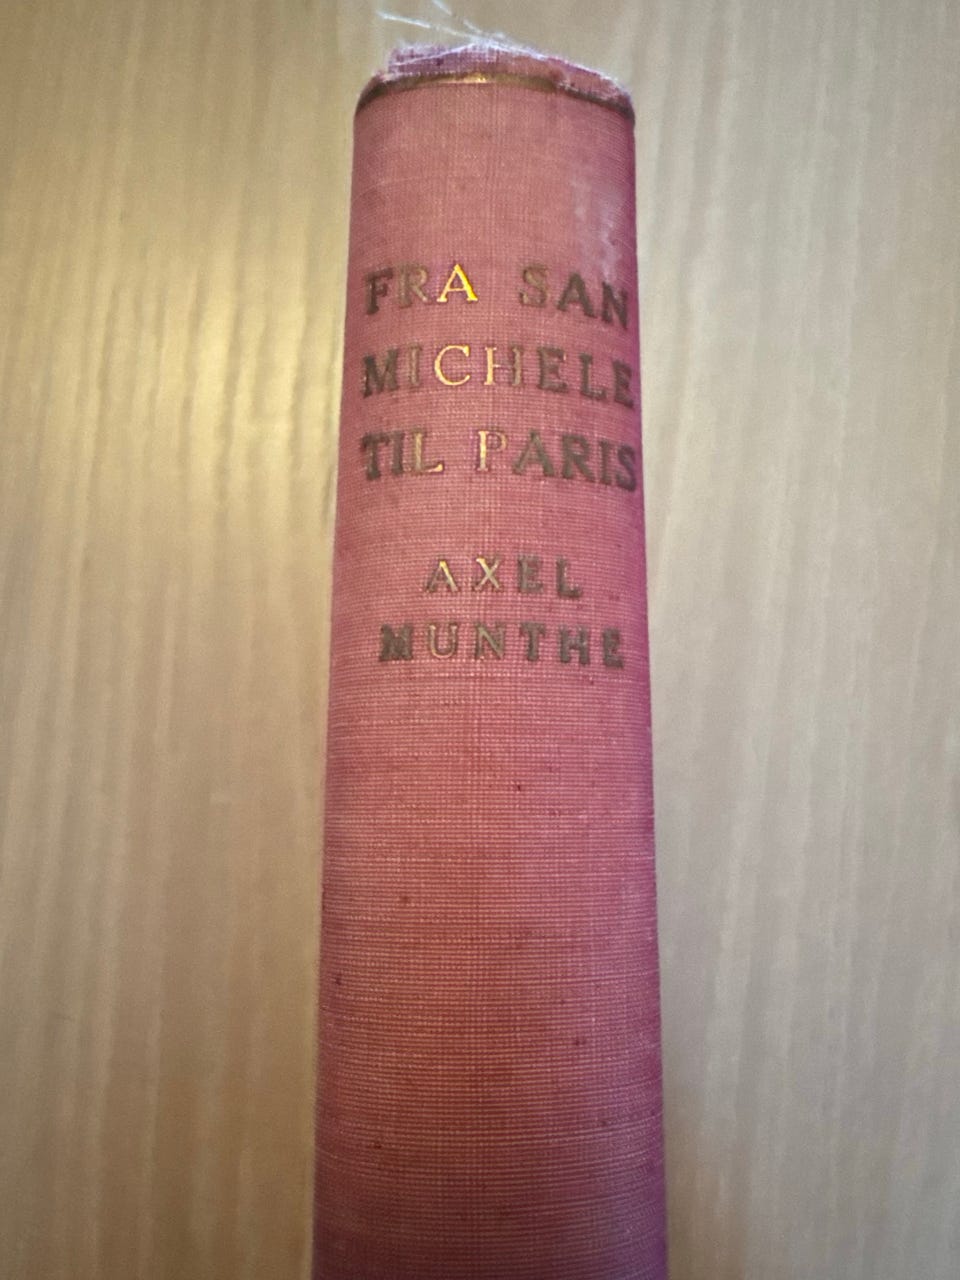 FRA SAN
MICHELE
TIL PARIS
AXEL
MUNTHE